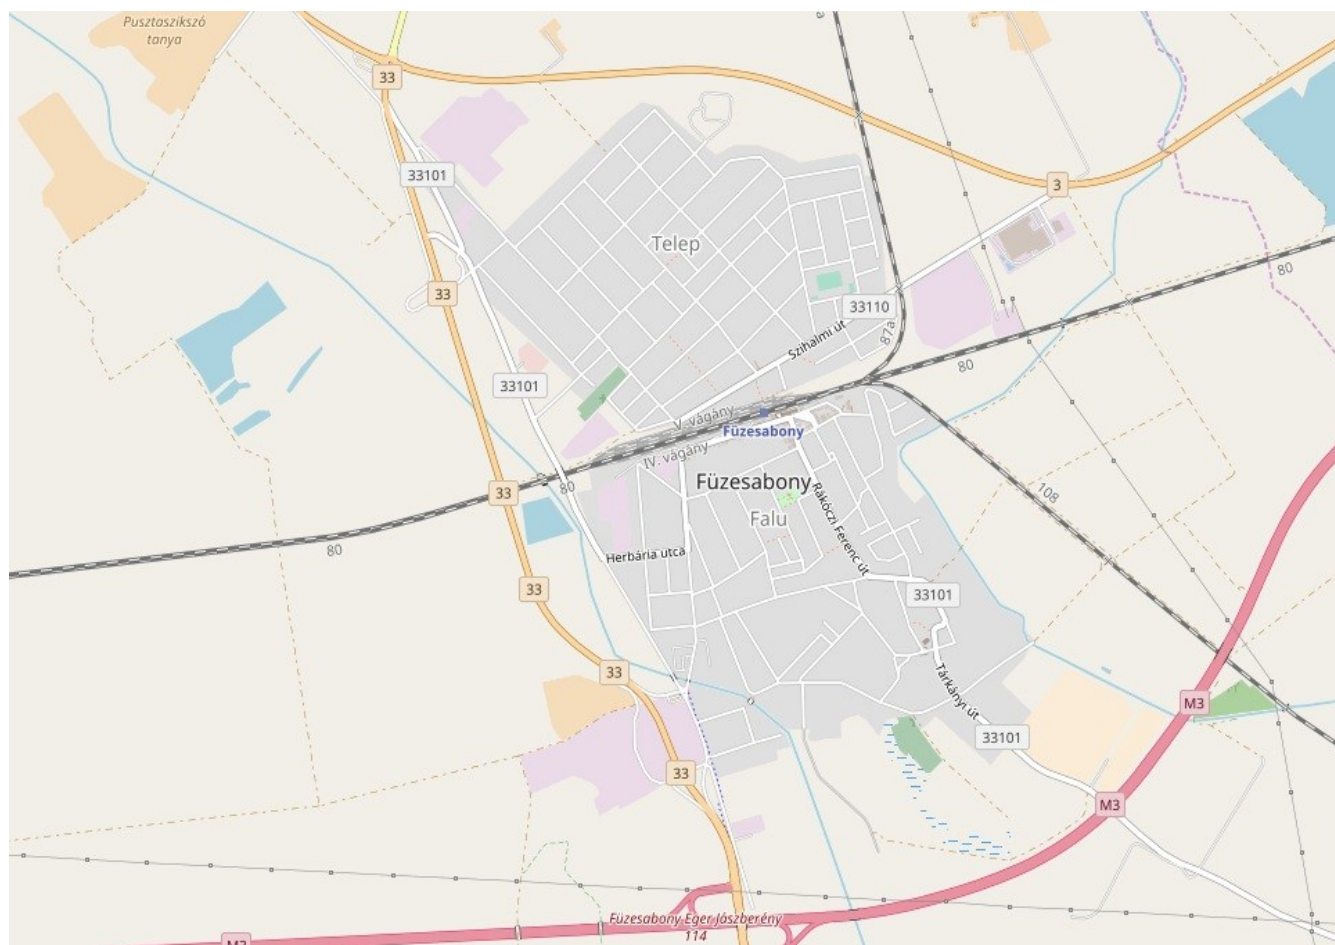 Pusztaszikszó
tanya
33
33101
3
Telep
80
33
33110
87a
Szihalmi út
80
33101
V. vágány
Füzesabony
IV. vágány
Füzesabony
33
80
108
Rákóczi Ferenc út
Falu
80
Herbária utca
33
33101
33
Tárkányi út
M3
33101
33
M3
Füzesabony Eger Jászberény
114